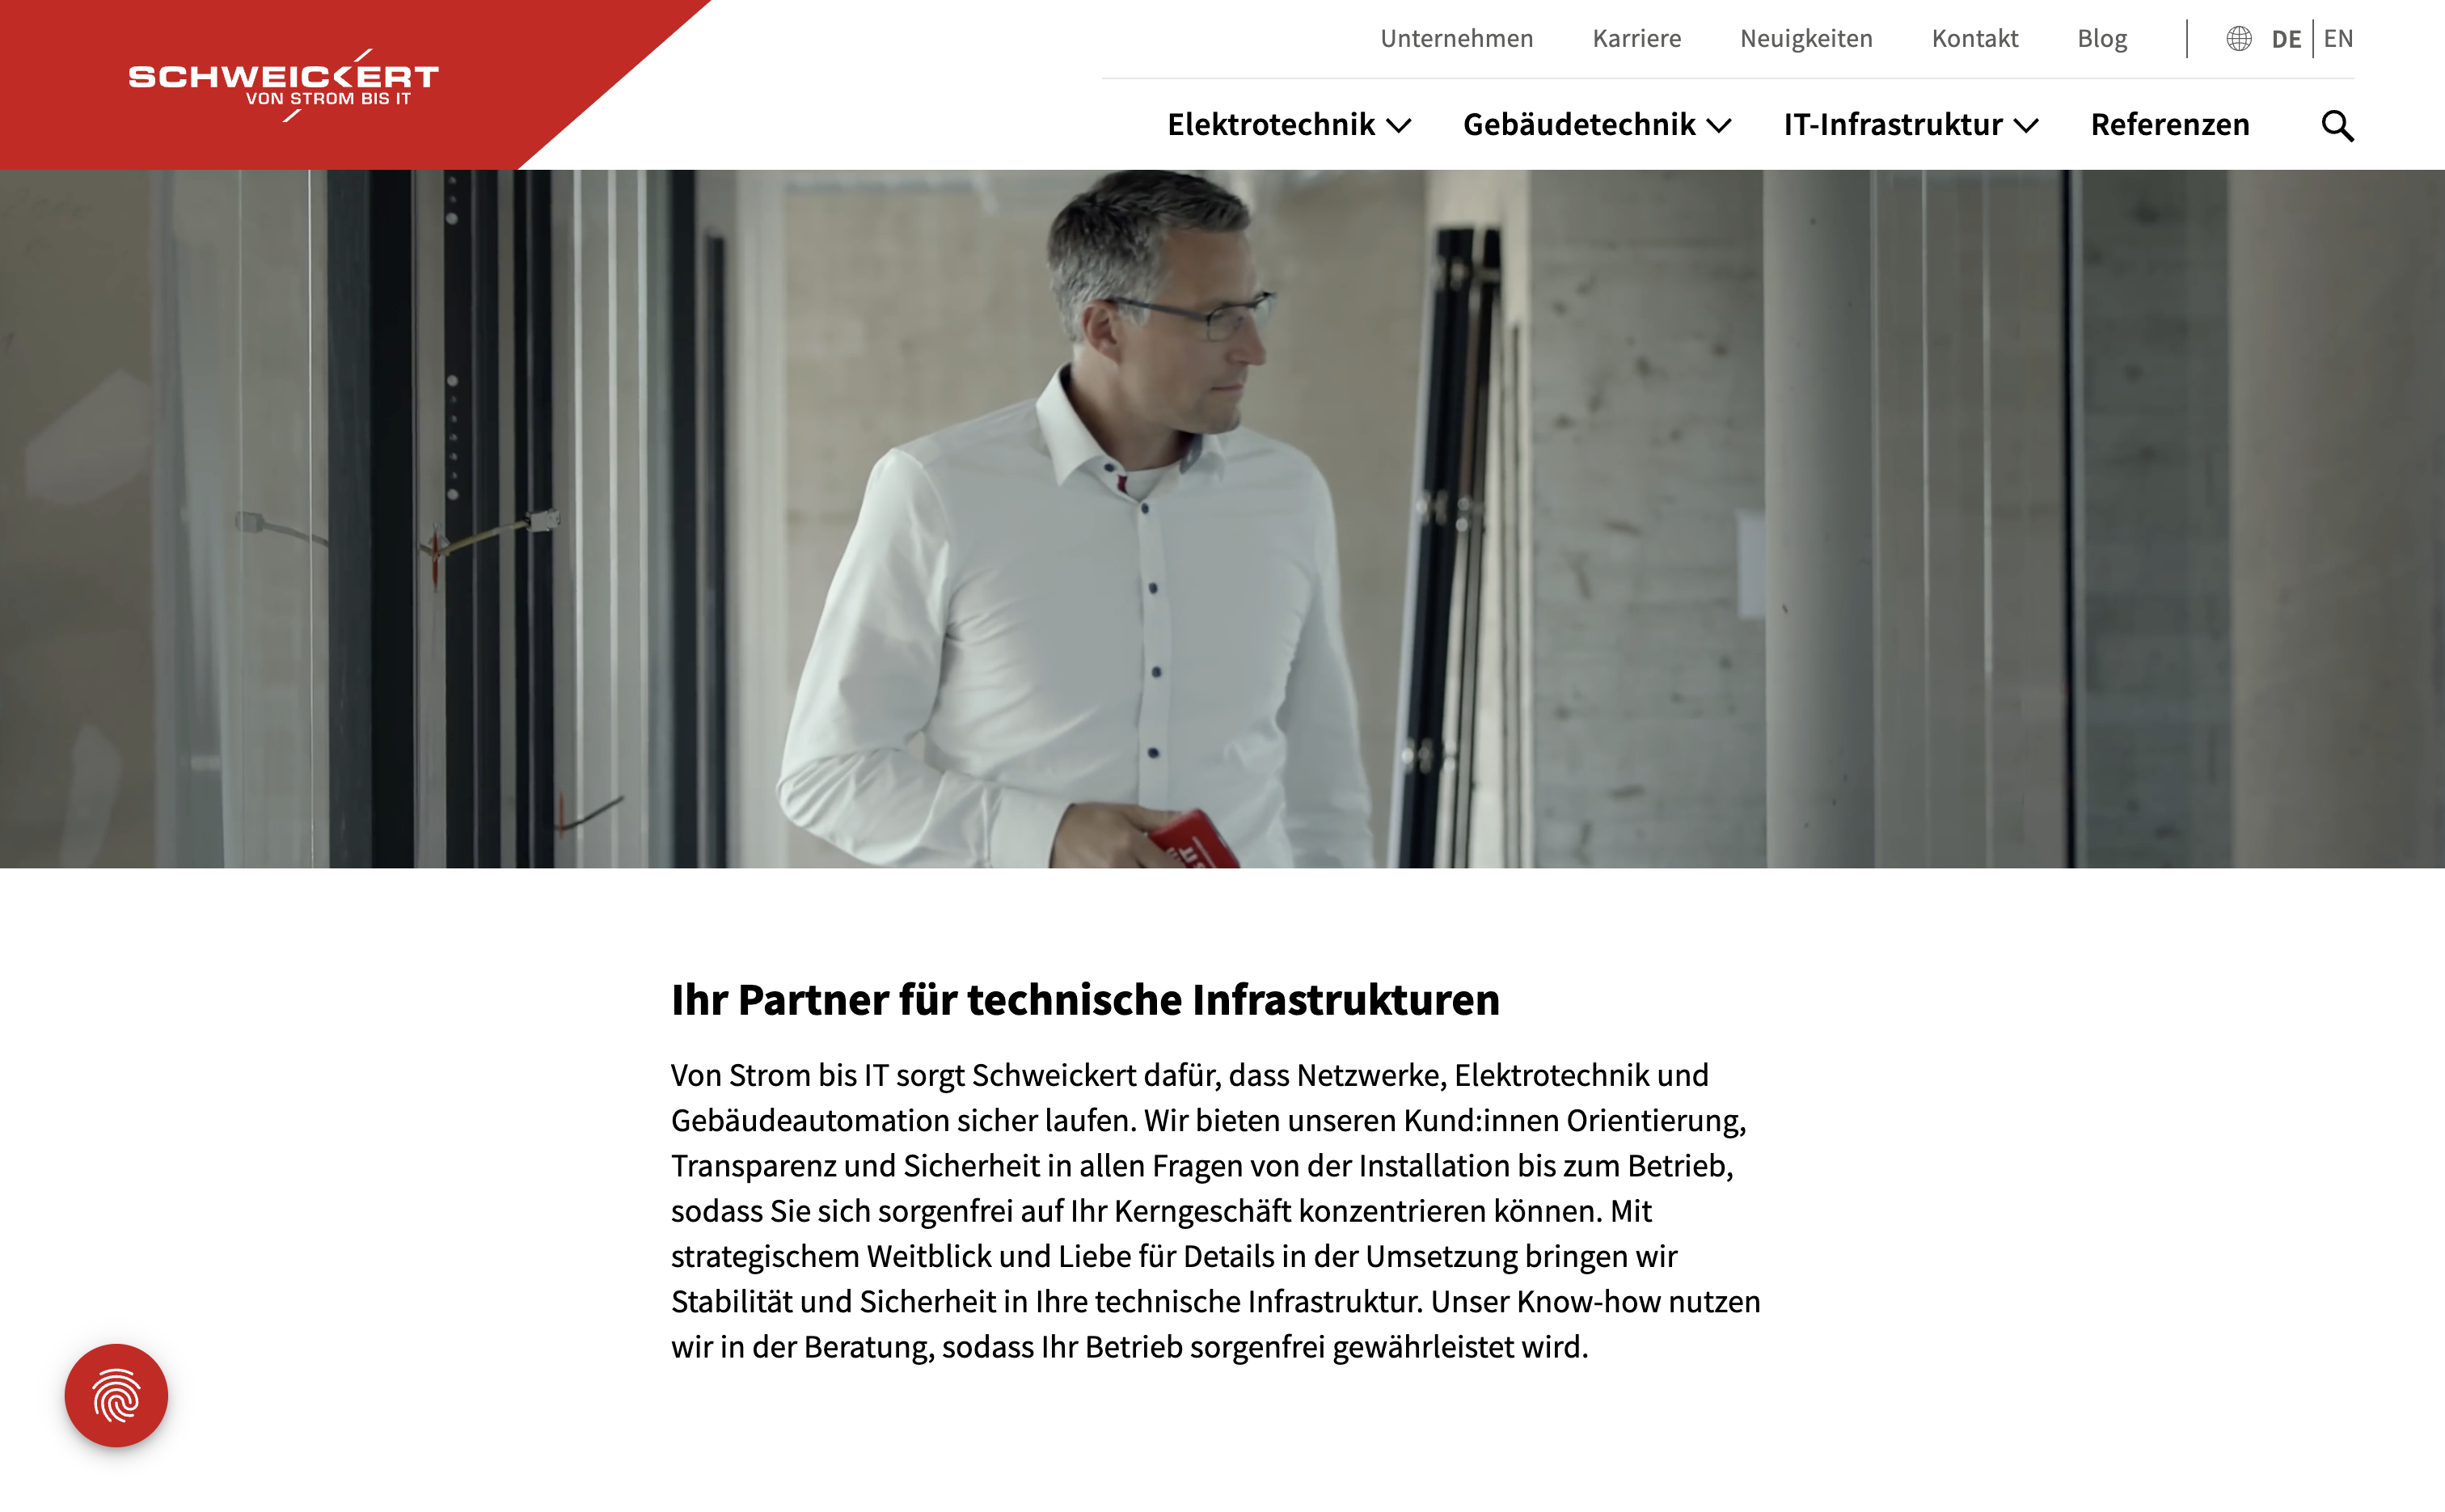 SCHWEICKERT
VON STROM BIS IT
Unternehmen Karriere Neuigkeiten Kontakt Blog DE EN
Elektrotechnik Gebäudetechnik IT-Infrastruktur Referenzen
IT
Ihr Partner für technische Infrastrukturen
Von Strom bis IT sorgt Schweickert dafür, dass Netzwerke, Elektrotechnik und
Gebäudeautomation sicher laufen. Wir bieten unseren Kund:innen Orientierung,
Transparenz und Sicherheit in allen Fragen von der Installation bis zum Betrieb,
sodass Sie sich sorgenfrei auf Ihr Kerngeschäft konzentrieren können. Mit
strategischem Weitblick und Liebe für Details in der Umsetzung bringen wir
Stabilität und Sicherheit in Ihre technische Infrastruktur. Unser Know-how nutzen
wir in der Beratung, sodass Ihr Betrieb sorgenfrei gewährleistet wird.